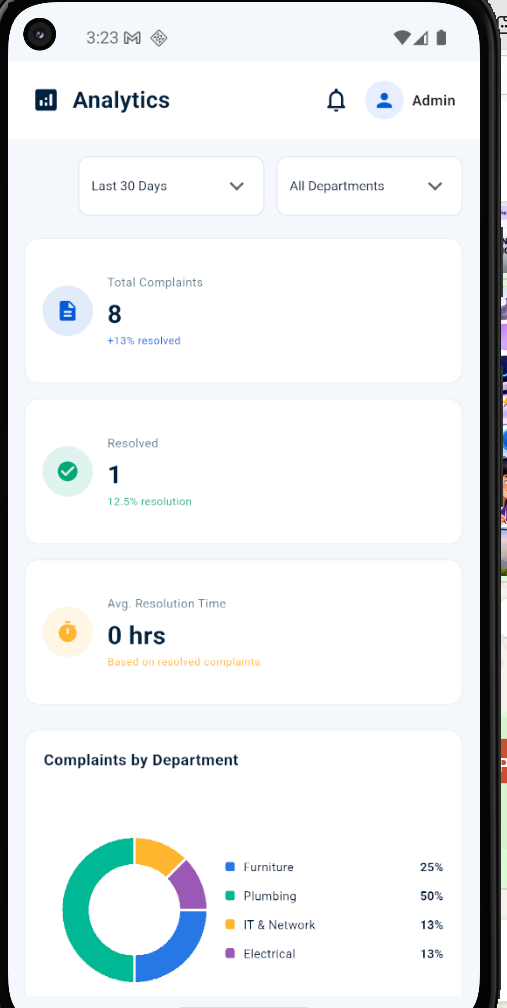 3:23
Analytics
Admin
Last 30 Days
All Departments
Total Complaints
8
+13% resolved
Resolved
1
12.5% resolution
Avg. Resolution Time
0 hrs
Based on resolved complaints
Complaints by Department
Furniture 25%
Plumbing 50%
IT & Network 13%
Electrical 13%